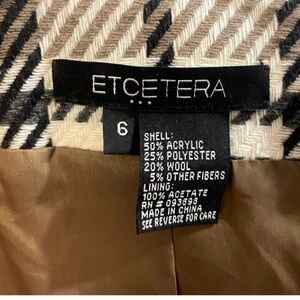 ETCETERA
6
SHELL:
50% ACRYLIC
25% POLYESTER
20% WOOL
5% OTHER FIBERS
LINING:
100% ACETATE
RN # 093898
MADE IN CHINA
SEE REVERSE FOR CARE